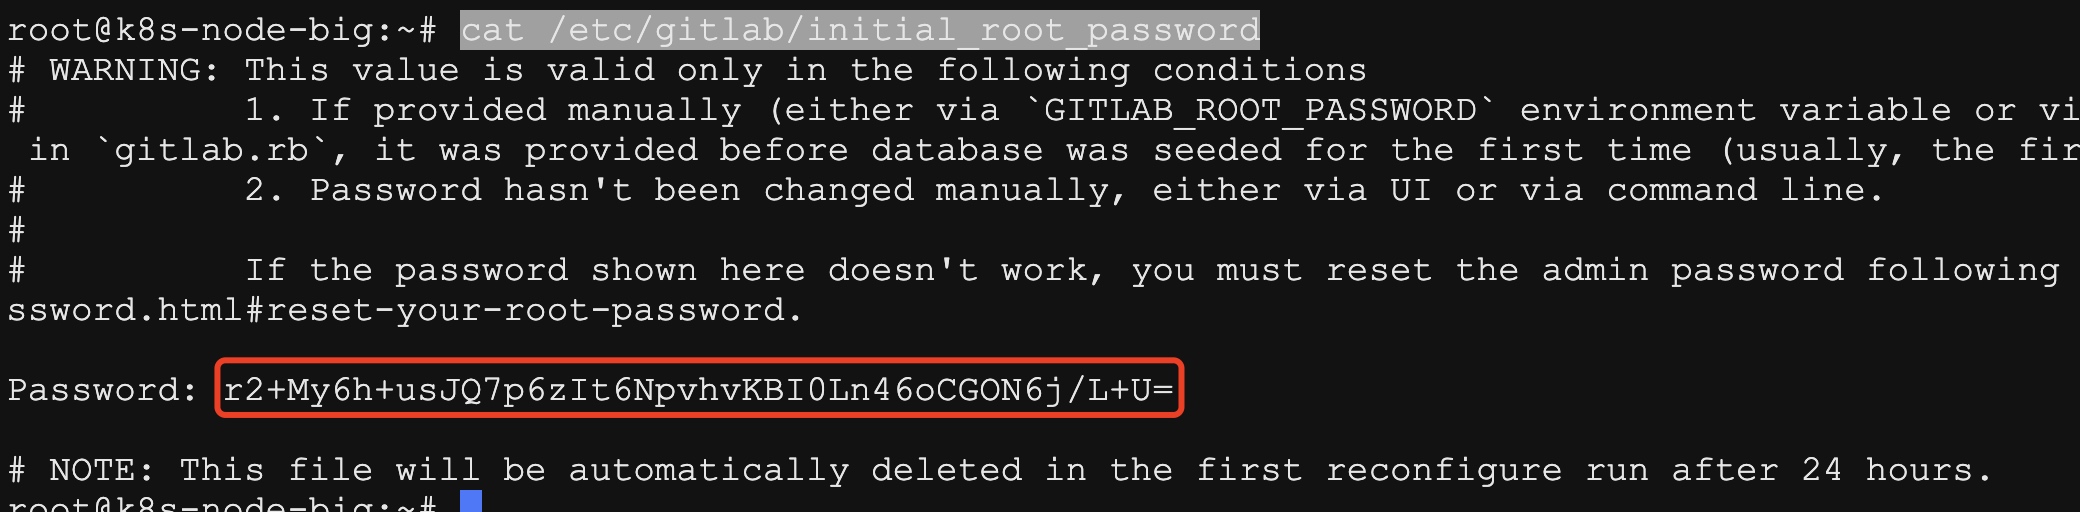 root@k8s-node-big:~# cat /etc/gitlab/initial_root_password
# WARNING: This value is valid only in the following conditions
#          1. If provided manually (either via `GITLAB_ROOT_PASSWORD` environment variable or vi
 in `gitlab.rb`, it was provided before database was seeded for the first time (usually, the fir
#          2. Password hasn't been changed manually, either via UI or via command line.
#
#          If the password shown here doesn't work, you must reset the admin password following
ssword.html#reset-your-root-password.
Password: r2+My6h+usJQ7p6zIt6NpvhvKBI0Ln46oCGON6j/L+U=
# NOTE: This file will be automatically deleted in the first reconfigure run after 24 hours.
root@k8s-node-big:~#